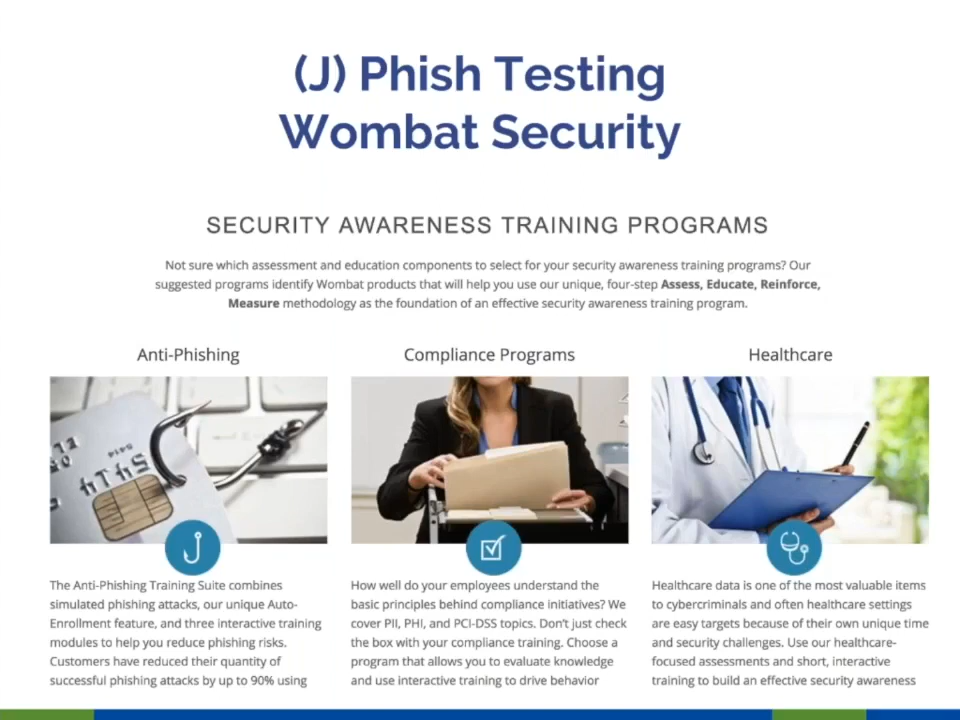 (J) Phish Testing
Wombat Security
SECURITY AWARENESS TRAINING PROGRAMS
Not sure which assessment and education components to select for your security awareness training programs? Our
suggested programs identify Wombat products that will help you use our unique, four-step Assess, Educate, Reinforce,
Measure methodology as the foundation of an effective security awareness training program.
Anti-Phishing
The Anti-Phishing Training Suite combines
simulated phishing attacks, our unique Auto-
Enrollment feature, and three interactive training
modules to help you reduce phishing risks.
Customers have reduced their quantity of
successful phishing attacks by up to 90% using
Compliance Programs
How well do your employees understand the
basic principles behind compliance initiatives? We
cover PII, PHI, and PCI-DSS topics. Don't just check
the box with your compliance training. Choose a
program that allows you to evaluate knowledge
and use interactive training to drive behavior
Healthcare
Healthcare data is one of the most valuable items
to cybercriminals and often healthcare settings
are easy targets because of their own unique time
and security challenges. Use our healthcare-
focused assessments and short, interactive
training to build an effective security awareness